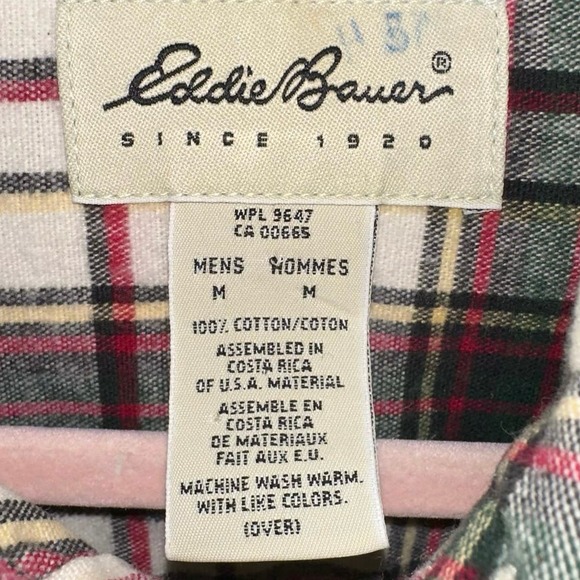 Eddie Bauer®
SINCE 1920
WPL 9647
CA 00665
MENS HOMMES
M M
100% COTTON/COTON
ASSEMBLED IN
COSTA RICA
OF U.S.A. MATERIAL
ASSEMBLE EN
COSTA RICA
DE MATERIAUX
FAIT AUX E.U.
MACHINE WASH WARM.
WITH LIKE COLORS.
(OVER)